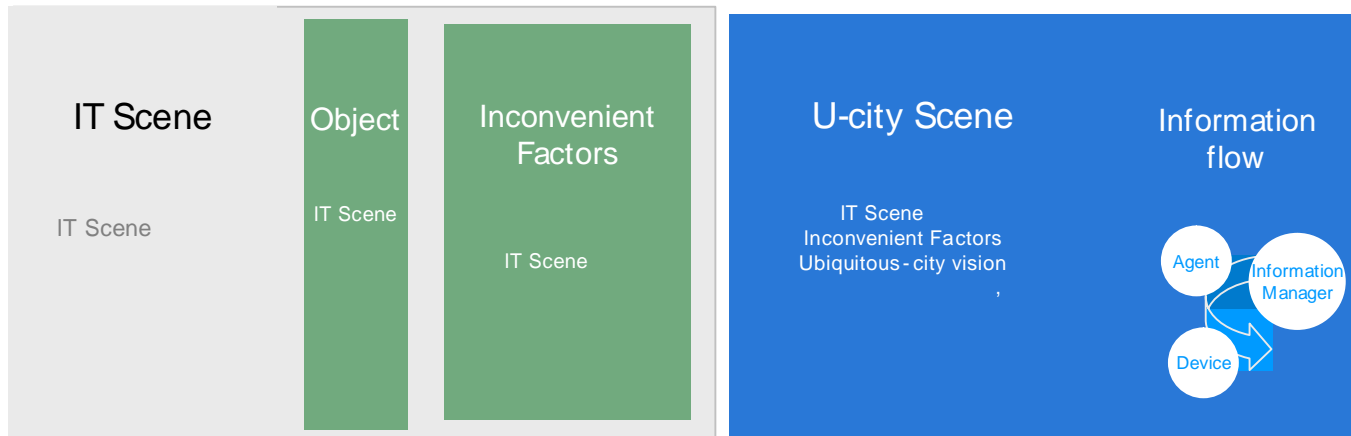 IT Scene
IT Scene
Object
IT Scene
Inconvenient
Factors
IT Scene
U-city Scene
IT Scene
Inconvenient Factors
Ubiquitous-city vision
,
Information
flow
Agent
Information
Manager
Device